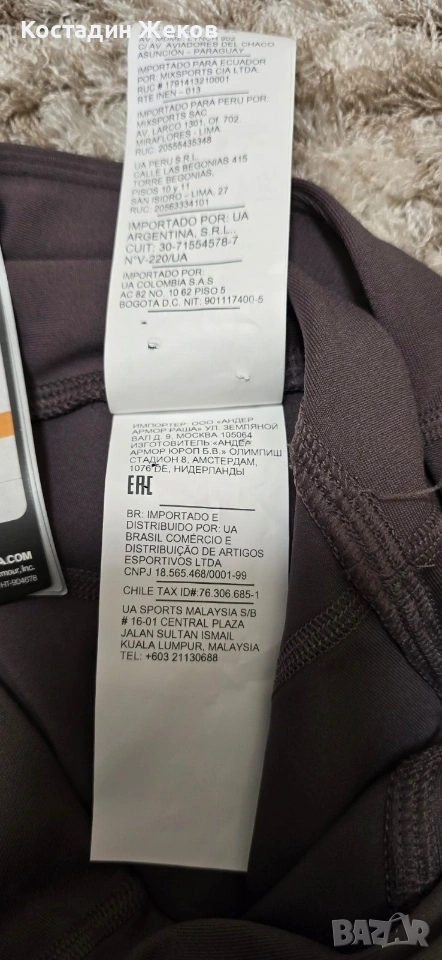 Костадин Жеков
C/ AV. AVIADORES DEL CHACO
ASUNCIÓN - PARAGUAY
IMPORTADO PARA ECUADOR
POR: MIXSPORTS CIA LTDA.
RUC # 1791413210001
RTE INEN - 013
IMPORTADO PARA PERU POR:
MIXSPORTS SAC
AV. LARCO 1301, Of. 702
MIRAFLORES - LIMA.
RUC: 20555435348
UA PERU S.R.L.
CALLE LAS BEGONIAS 415
TORRE BEGONIAS,
PISOS 10 y 11
SAN ISIDRO - LIMA, 27
RUC: 20563334101
IMPORTADO POR: UA
ARGENTINA, S.R.L..
CUIT: 30-71554578-7
N°V-220/UA
IMPORTADO POR:
UA COLOMBIA S.A.S
AC 82 NO. 10 62 PISO 5
BOGOTA D.C. NIT: 901117400-5
ИМПОРТЕР: ООО «АНДЕР
АРМОР РАША» УЛ. ЗЕМЛЯНОЙ
ВАЛ Д. 9, МОСКВА 105064
ИЗГОТОВИТЕЛЬ «АНДЕР
АРМОР ЮРОП Б.В.» ОЛИМПИШ
СТАДИОН 8, АМСТЕРДАМ,
1076 DE, НИДЕРЛАНДЫ
EAC
BR: IMPORTADO E
DISTRIBUIDO POR: UA
BRASIL COMÉRCIO E
DISTRIBUIÇÃO DE ARTIGOS
ESPORTIVOS LTDA
CNPJ 18.565.468/0001-99
CHILE TAX ID#:76.306.685-1
UA SPORTS MALAYSIA S/B
# 16-01 CENTRAL PLAZA
JALAN SULTAN ISMAIL
KUALA LUMPUR, MALAYSIA
TEL: +603 21130688
A.COM
mour, Inc.
HT-904678
BAZAR